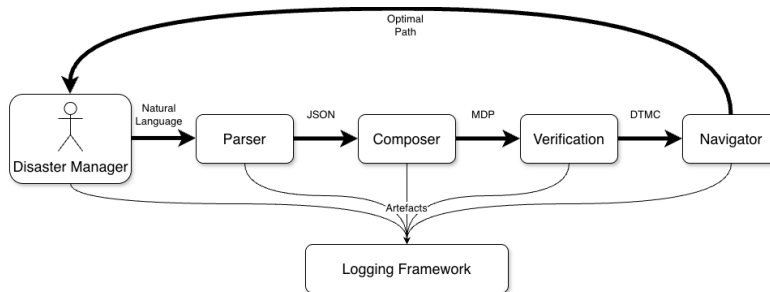 Optimal
Path
Natural
Language
JSON
MDP
DTMC
Disaster Manager
Parser
Composer
Verification
Navigator
Artefacts
Logging Framework